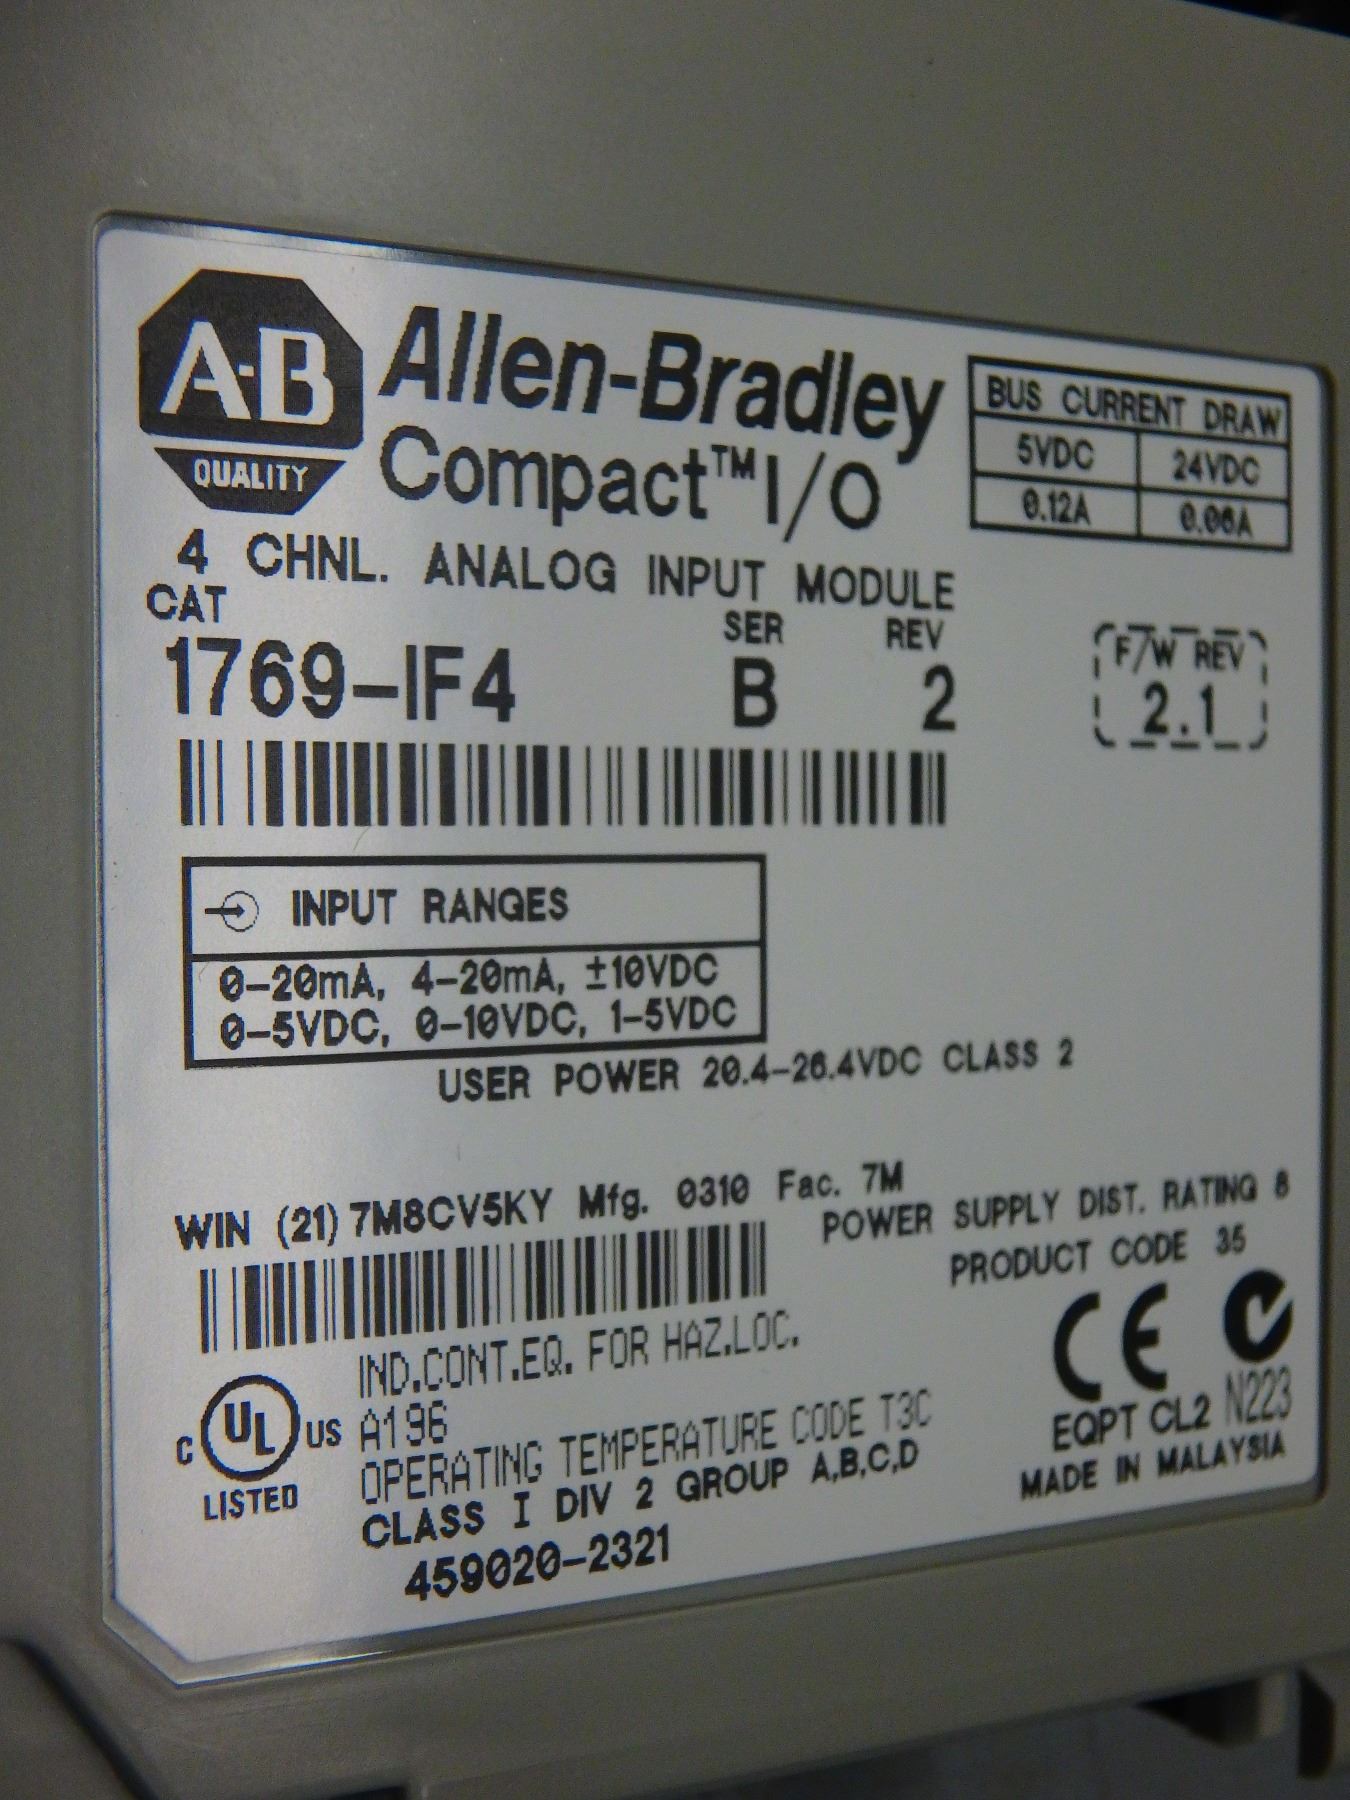 A-B
QUALITY
Allen-Bradley
Compact™ I/O
BUS CURRENT DRAW
5VDC 24VDC
0.12A 0.06A
4 CHNL. ANALOG INPUT MODULE
CAT SER REV
1769-IF4 B 2
F/W REV
2.1
INPUT RANGES
0-20mA, 4-20mA, ±10VDC
0-5VDC, 0-10VDC, 1-5VDC
USER POWER 20.4-26.4VDC CLASS 2
WIN (21) 7M8CV5KY Mfg. 0310 Fac. 7M
POWER SUPPLY DIST. RATING 8
PRODUCT CODE 35
IND.CONT.EQ. FOR HAZ.LOC.
C UL US
LISTED
A196
OPERATING TEMPERATURE CODE T3C
CLASS I DIV 2 GROUP A,B,C,D
459020-2321
CE
EQPT CL2 N223
MADE IN MALAYSIA